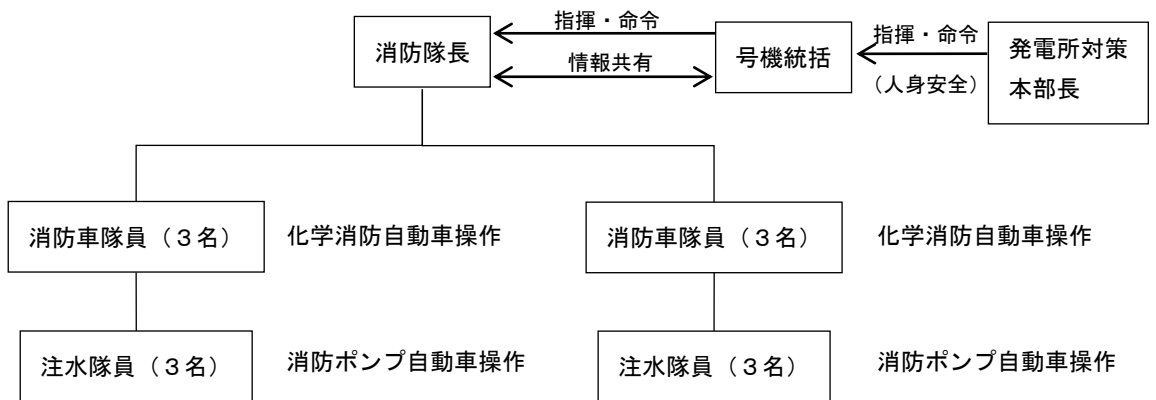 消防隊長
指揮・命令
情報共有
号機統括
指揮・命令
（人身安全）
発電所対策
本部長
消防車隊員（３名）
化学消防自動車操作
消防車隊員（３名）
化学消防自動車操作
注水隊員（３名）
消防ポンプ自動車操作
注水隊員（３名）
消防ポンプ自動車操作